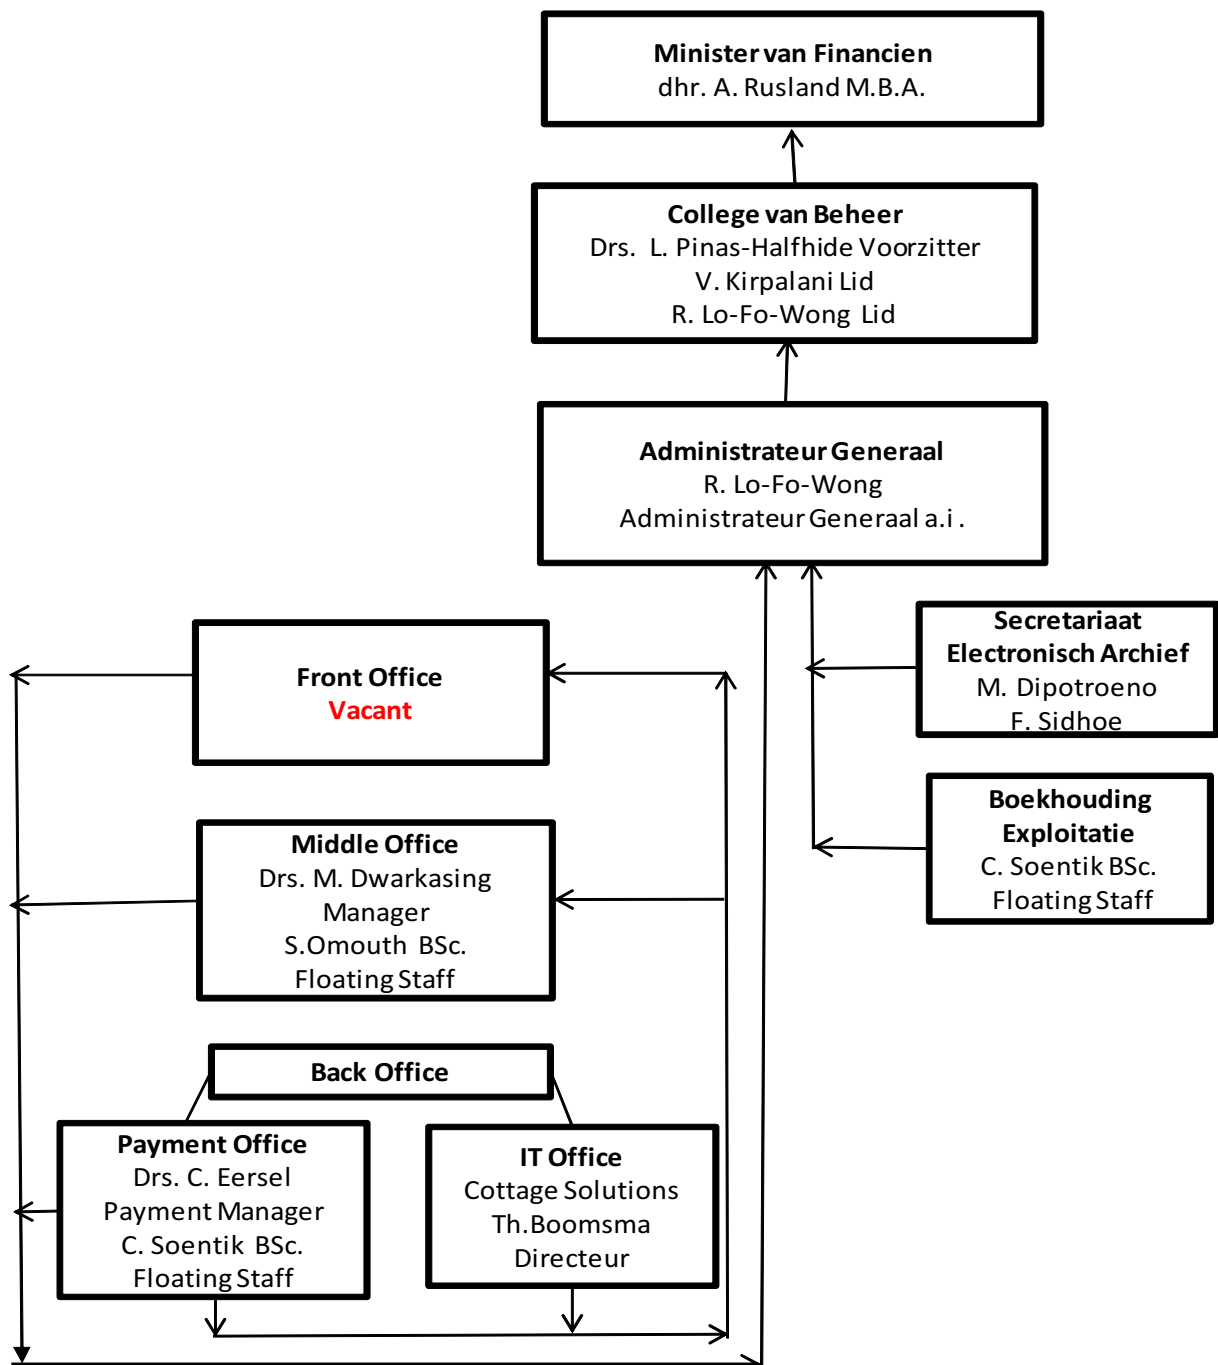 Minister van Financien
dhr. A. Rusland M.B.A.
College van Beheer
Drs. L. Pinas-Halfhide Voorzitter
V. Kirpalani Lid
R. Lo-Fo-Wong Lid
Administrateur Generaal
R. Lo-Fo-Wong
Administrateur Generaal a.i .
Secretariaat
Electronisch Archief
M. Dipotroeno
F. Sidhoe
Front Office
Vacant
Boekhouding
Exploitatie
C. Soentik BSc.
Floating Staff
Middle Office
Drs. M. Dwarkasing
Manager
S.Omouth BSc.
Floating Staff
Back Office
Payment Office
Drs. C. Eersel
Payment Manager
C. Soentik BSc.
Floating Staff
IT Office
Cottage Solutions
Th.Boomsma
Directeur